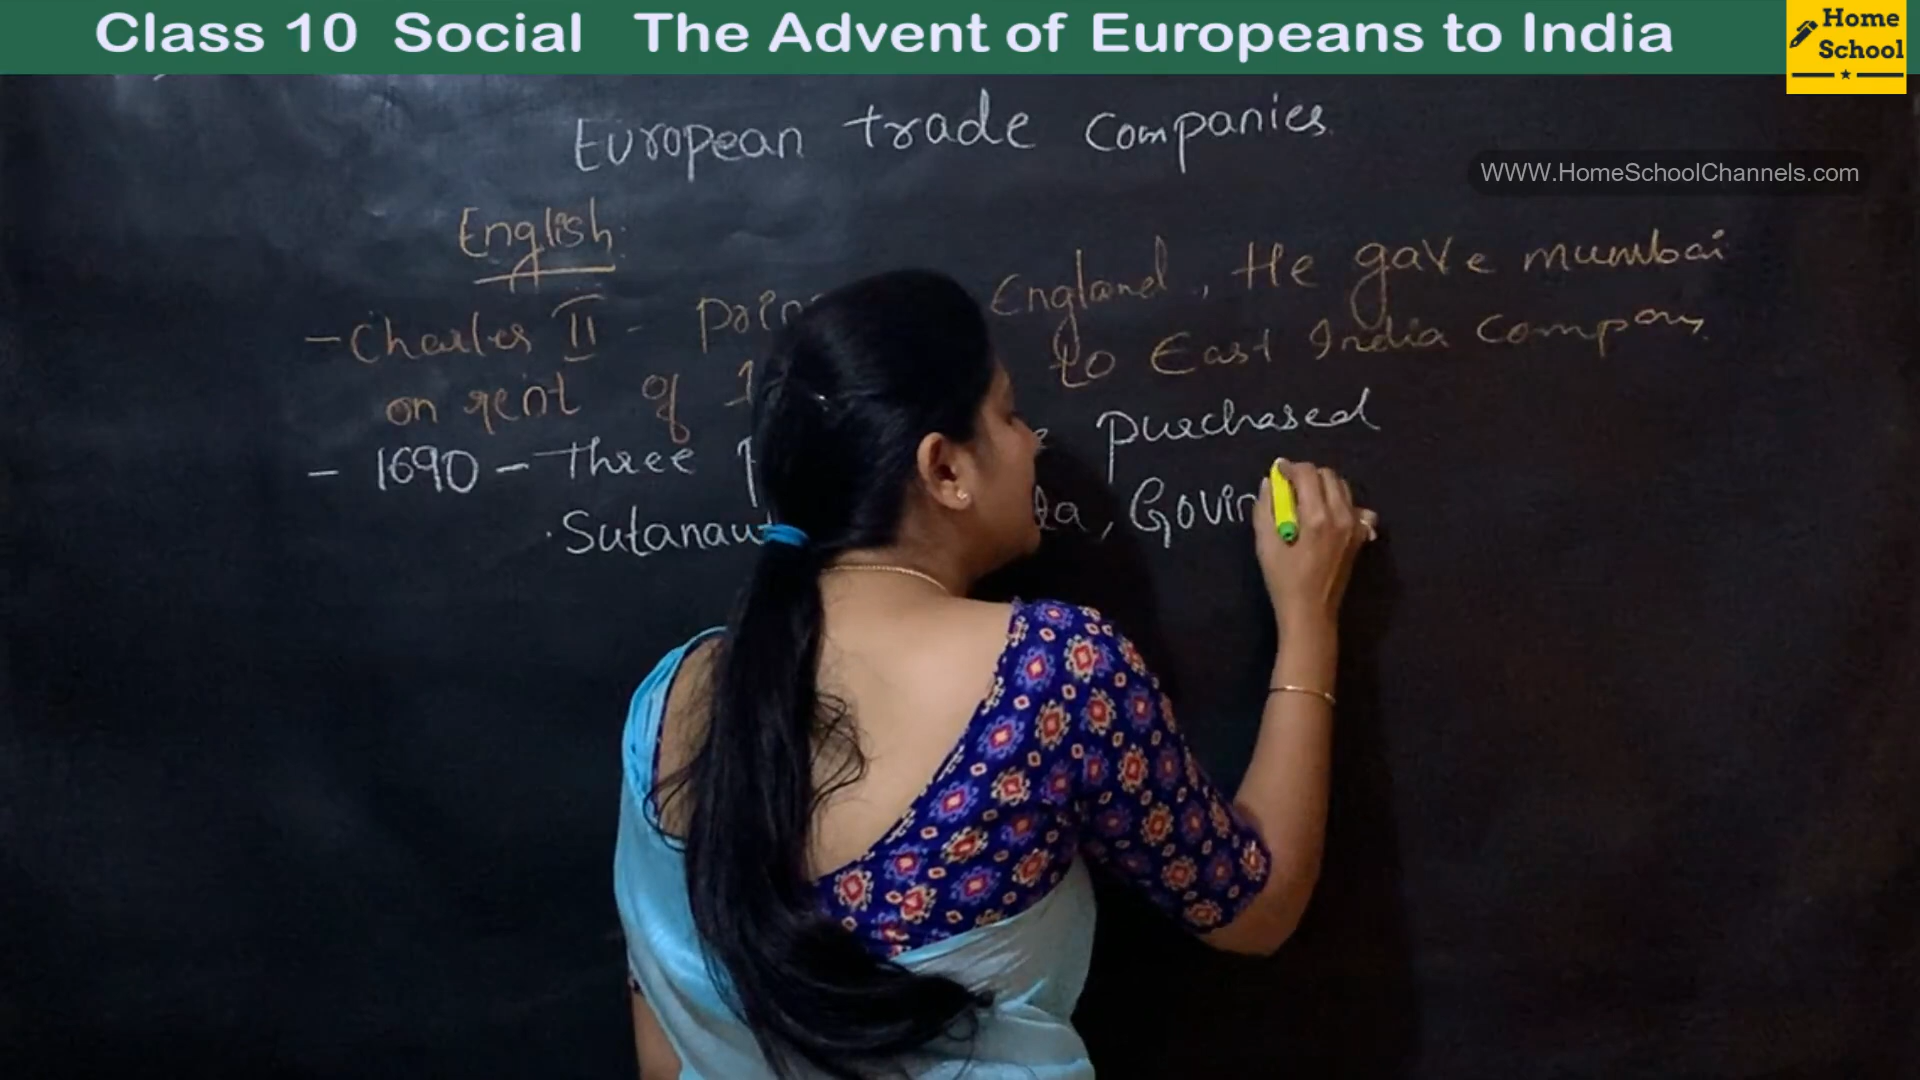 Class 10 Social The Advent of Europeans to India
Home
School
European trade companies
WWW.HomeSchoolChannels.com
English
- Charles II - England, He gave mumbai
on rent of to East India Company.
- 1690 - Three purchased
. Sutanaut , Govin